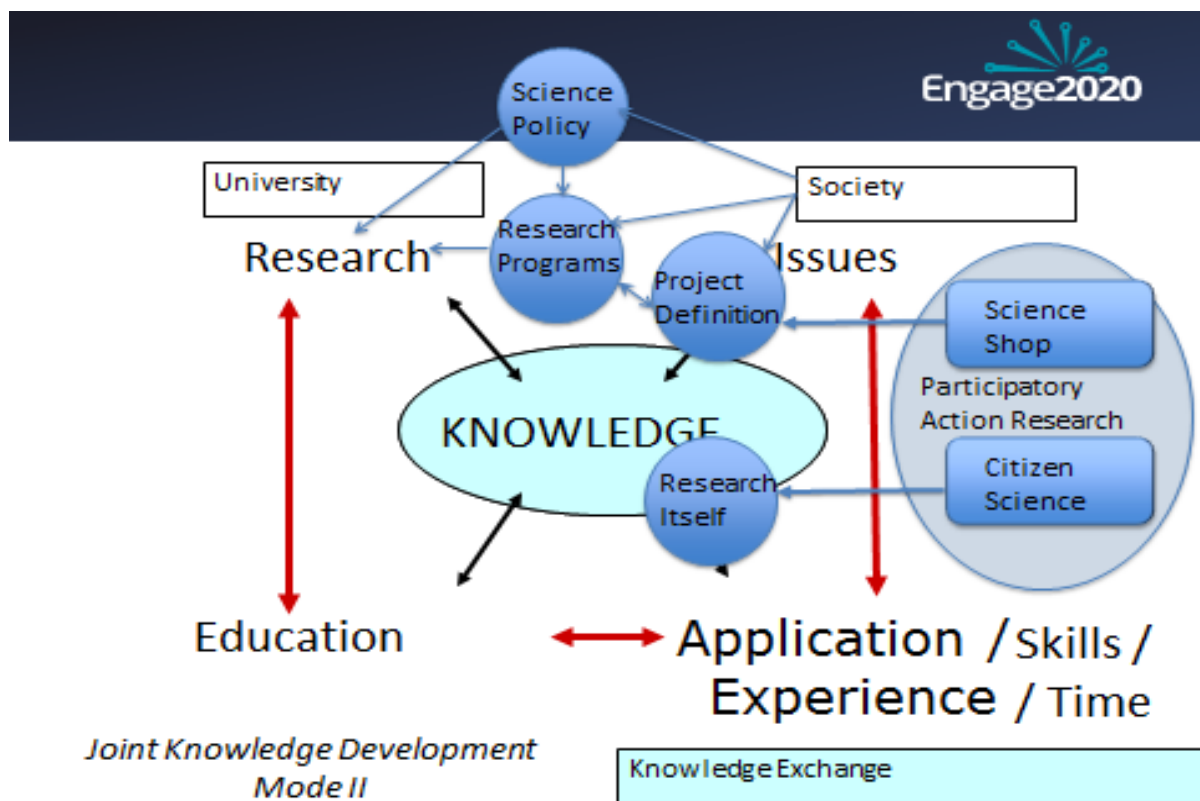 Science
Policy
Engage2020
University
Society
Research
Research
Programs
Issues
Project
Definition
Science
Shop
Participatory
Action Research
KNOWLEDGE
Citizen
Science
Research
Itself
Education
Application / Skills /
Experience / Time
Joint Knowledge Development
Mode II
Knowledge Exchange